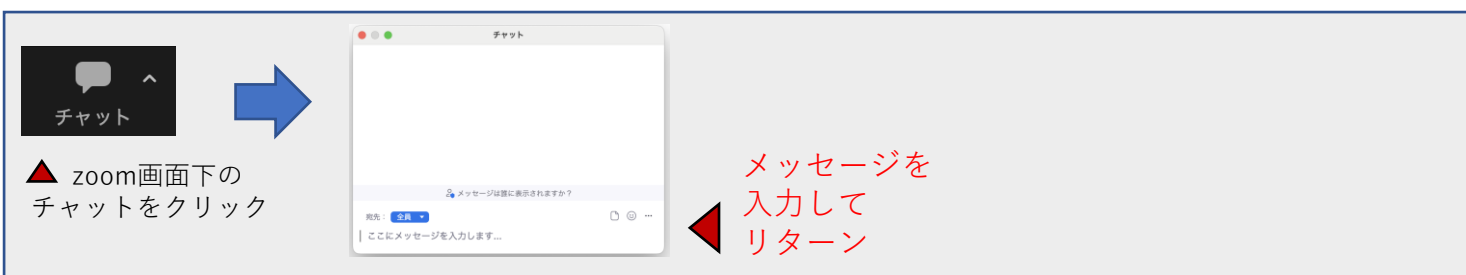 チャット
zoom画面下の
チャットをクリック
チャット
メッセージは誰に表示されますか？
宛先： 全員
ここにメッセージを入力します...
メッセージを
入力して
リターン